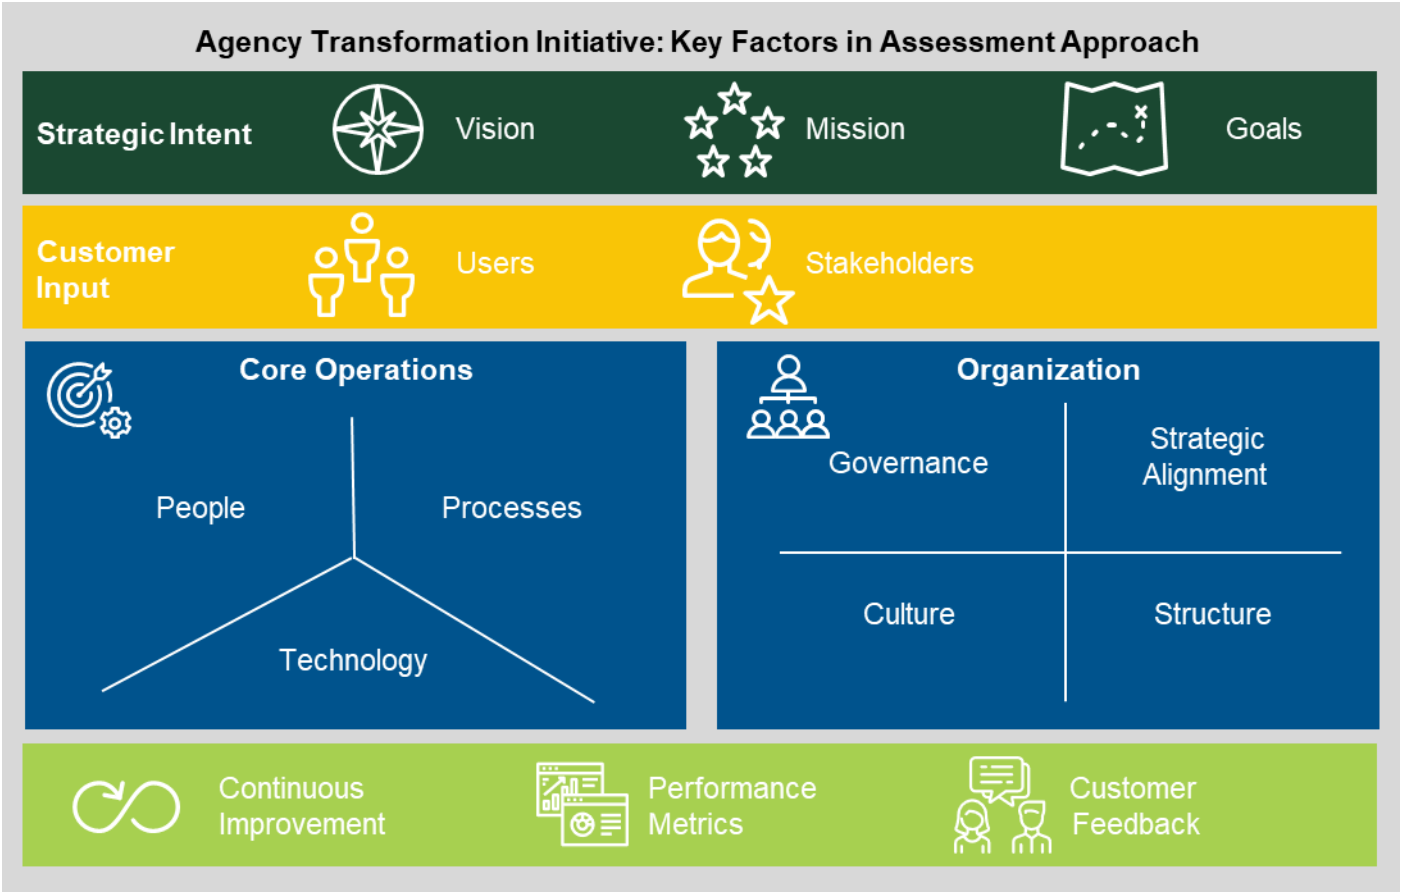 Agency Transformation Initiative: Key Factors in Assessment Approach
Strategic Intent
Vision
Mission
Goals
Customer
Input
Users
Stakeholders
Core Operations
People
Processes
Technology
Organization
Governance
Strategic
Alignment
Culture
Structure
Continuous
Improvement
Performance
Metrics
Customer
Feedback